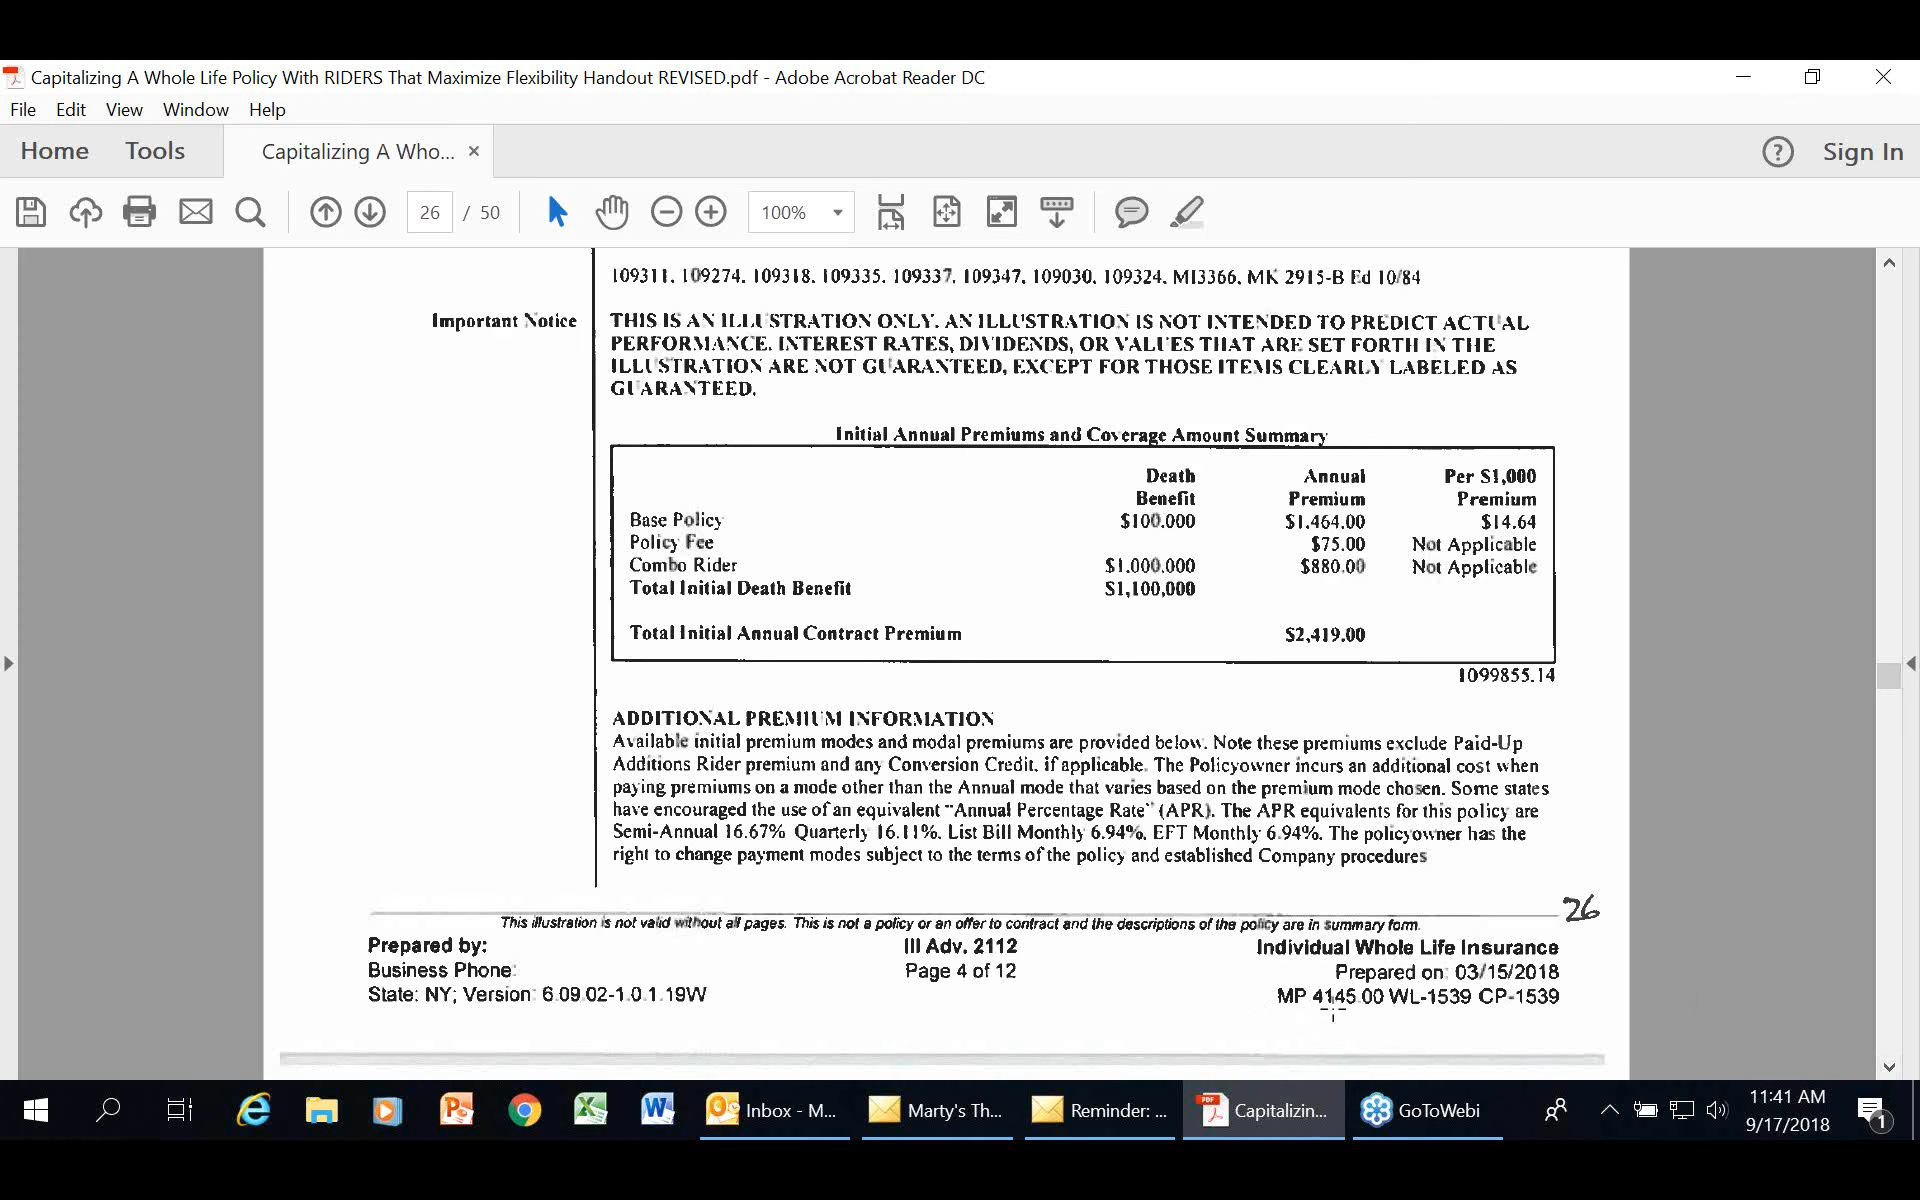 Capitalizing A Whole Life Policy With RIDERS That Maximize Flexibility Handout REVISED.pdf - Adobe Acrobat Reader DC
File Edit View Window Help
Home Tools Capitalizing A Who... × ? Sign In
26 / 50 100%
109311, 109274, 109318, 109335, 109337, 109347, 109030, 109324, MI3366, MK 2915-B Ed 10/84
Important Notice
THIS IS AN ILLUSTRATION ONLY. AN ILLUSTRATION IS NOT INTENDED TO PREDICT ACTUAL
PERFORMANCE. INTEREST RATES, DIVIDENDS, OR VALUES THAT ARE SET FORTH IN THE
ILLUSTRATION ARE NOT GUARANTEED, EXCEPT FOR THOSE ITEMS CLEARLY LABELED AS
GUARANTEED.
Initial Annual Premiums and Coverage Amount Summary
Death Annual Per $1,000
Benefit Premium Premium
Base Policy $100,000 $1,464.00 $14.64
Policy Fee $75.00 Not Applicable
Combo Rider $1,000,000 $880.00 Not Applicable
Total Initial Death Benefit $1,100,000
Total Initial Annual Contract Premium $2,419.00
1099855.14
ADDITIONAL PREMIUM INFORMATION
Available initial premium modes and modal premiums are provided below. Note these premiums exclude Paid-Up
Additions Rider premium and any Conversion Credit, if applicable. The Policyowner incurs an additional cost when
paying premiums on a mode other than the Annual mode that varies based on the premium mode chosen. Some states
have encouraged the use of an equivalent "Annual Percentage Rate" (APR). The APR equivalents for this policy are
Semi-Annual 16.67% Quarterly 16.11%, List Bill Monthly 6.94%, EFT Monthly 6.94%. The policyowner has the
right to change payment modes subject to the terms of the policy and established Company procedures
26
This illustration is not valid without all pages. This is not a policy or an offer to contract and the descriptions of the policy are in summary form.
Prepared by: Ill Adv. 2112 Individual Whole Life Insurance
Business Phone: Page 4 of 12 Prepared on: 03/15/2018
State: NY; Version: 6.09.02-1.0.1.19W MP 4145.00 WL-1539 CP-1539
Inbox - M... Marty's Th... Reminder: ... Capitalizin... GoToWebi 11:41 AM
9/17/2018 1